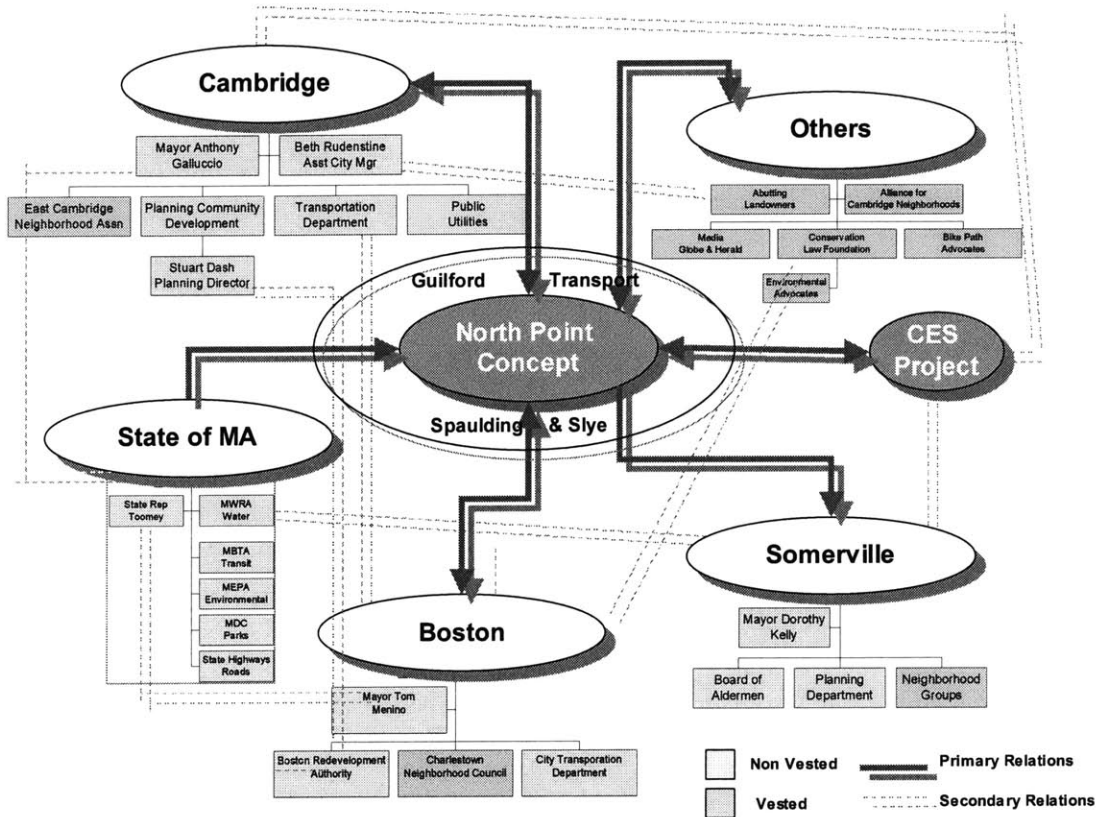 Cambridge
Mayor Anthony
Galluccio
Beth Rudenstine
Asst City Mgr
East Cambridge
Neighborhood Assn
Planning Community
Development
Transportation
Department
Public
Utilities
Stuart Dash
Planning Director
Others
Abutting
Landowners
Alliance for
Cambridge Neighborhoods
Media
Globe & Herald
Conservation
Law Foundation
Bike Path
Advocates
Environmental
Advocates
Guilford Transport
North Point
Concept
Spaulding & Slye
CES
Project
State of MA
State Rep
Toomey
MWRA
Water
MBTA
Transit
MEPA
Environmental
MDC
Parks
State Highways
Roads
Boston
Mayor Tom
Menino
Boston Redevelopment
Authority
Charlestown
Neighborhood Council
City Transporation
Department
Somerville
Mayor Dorothy
Kelly
Board of
Aldermen
Planning
Department
Neighborhood
Groups
Non Vested
Primary Relations
Vested
Secondary Relations